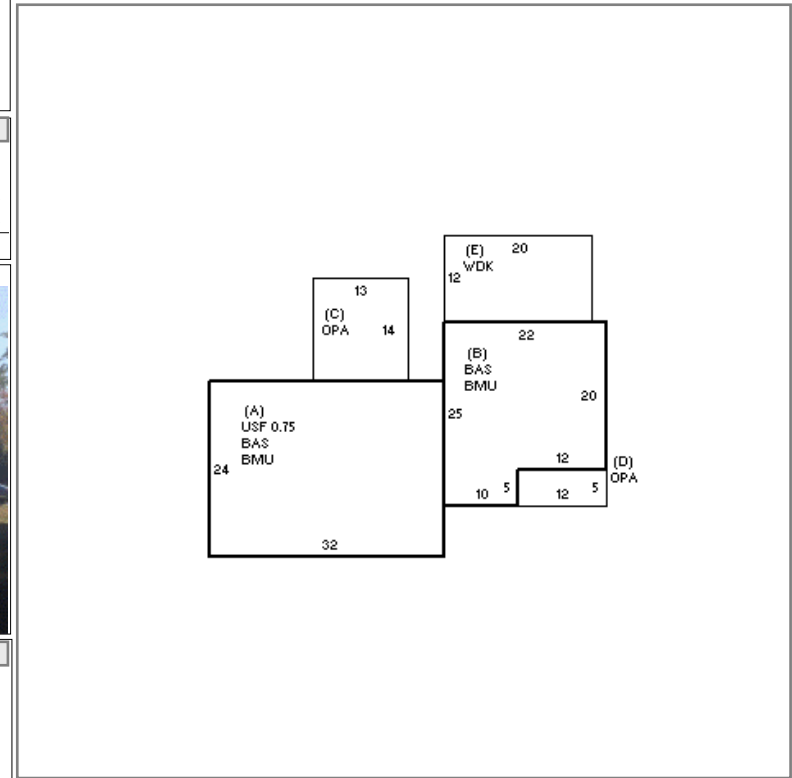 (E) 20
WDK
12
13
(C)
OPA 14
22
(B)
BAS
BMU
20
25
(A)
USF 0.75
BAS
BMU
24
12
(D)
OPA
10 5
12 5
32